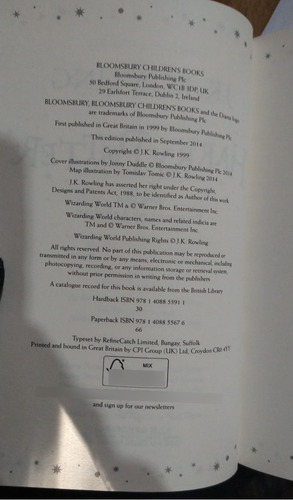 BLOOMSBURY CHILDREN'S BOOKS
Bloomsbury Publishing Plc
50 Bedford Square, London, WC1B 3DP, UK
29 Earlsfort Terrace, Dublin 2, Ireland
BLOOMSBURY, BLOOMSBURY CHILDREN'S BOOKS and the Diana logo
are trademarks of Bloomsbury Publishing Plc
First published in Great Britain in 1999 by Bloomsbury Publishing Plc
This edition published in September 2014
Copyright © J.K. Rowling 1999
Cover illustrations by Jonny Duddle © Bloomsbury Publishing Plc 2014
Map illustration by Tomislav Tomic © J.K. Rowling 2014
J.K. Rowling has asserted her right under the Copyright,
Designs and Patents Act, 1988, to be identified as Author of this work
Wizarding World TM & © Warner Bros. Entertainment Inc.
Wizarding World characters, names and related indicia are
TM and © Warner Bros. Entertainment Inc.
Wizarding World Publishing Rights © J.K. Rowling
All rights reserved. No part of this publication may be reproduced or
transmitted in any form or by any means, electronic or mechanical, including
photocopying, recording, or any information storage or retrieval system,
without prior permission in writing from the publishers
A catalogue record for this book is available from the British Library
Hardback ISBN 978 1 4088 5591 1
30
Paperback ISBN 978 1 4088 5567 6
66
Typeset by RefineCatch Limited, Bungay, Suffolk
Printed and bound in Great Britain by CPI Group (UK) Ltd, Croydon CR0 4YY
MIX
and sign up for our newsletters